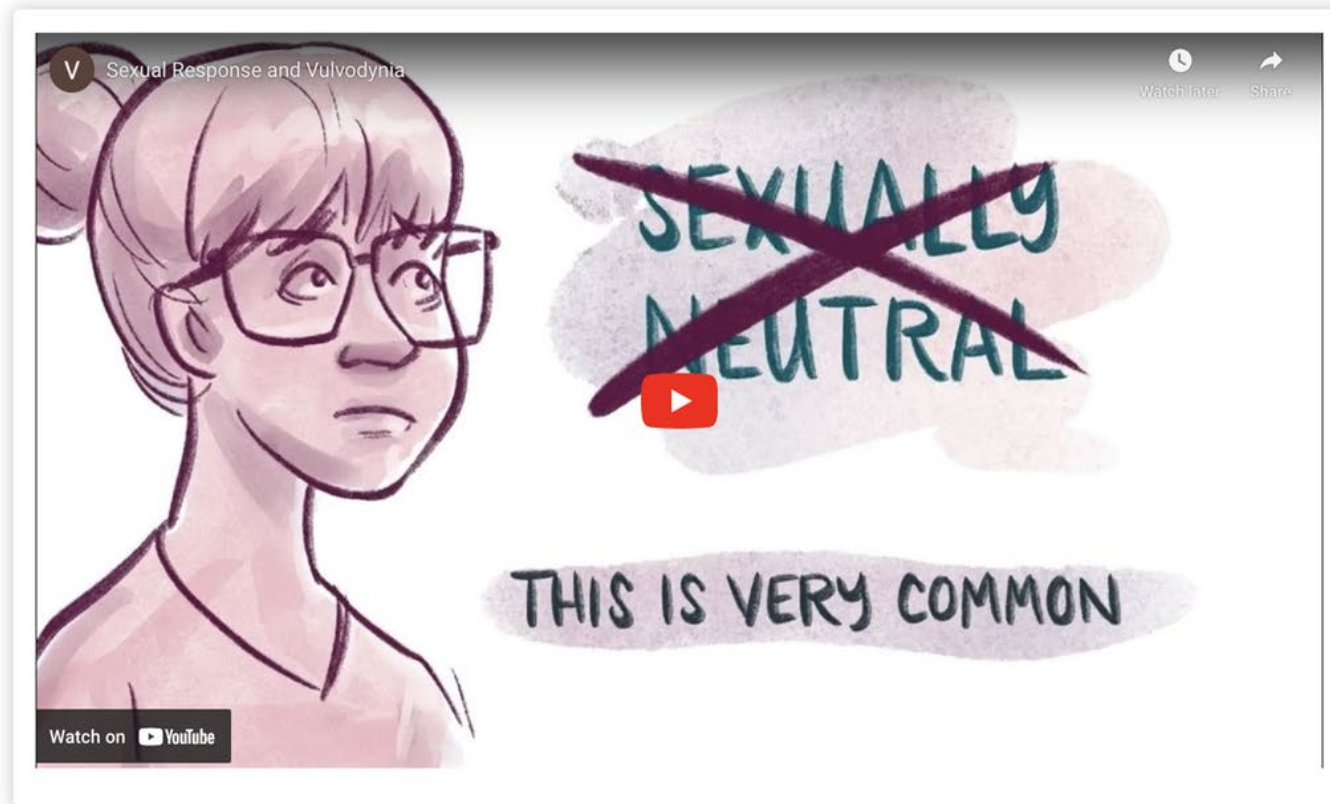 V
Sexual Response and Vulvodynia
Watch later
Share
SEXUALLY
NEUTRAL
THIS IS VERY COMMON
Watch on YouTube